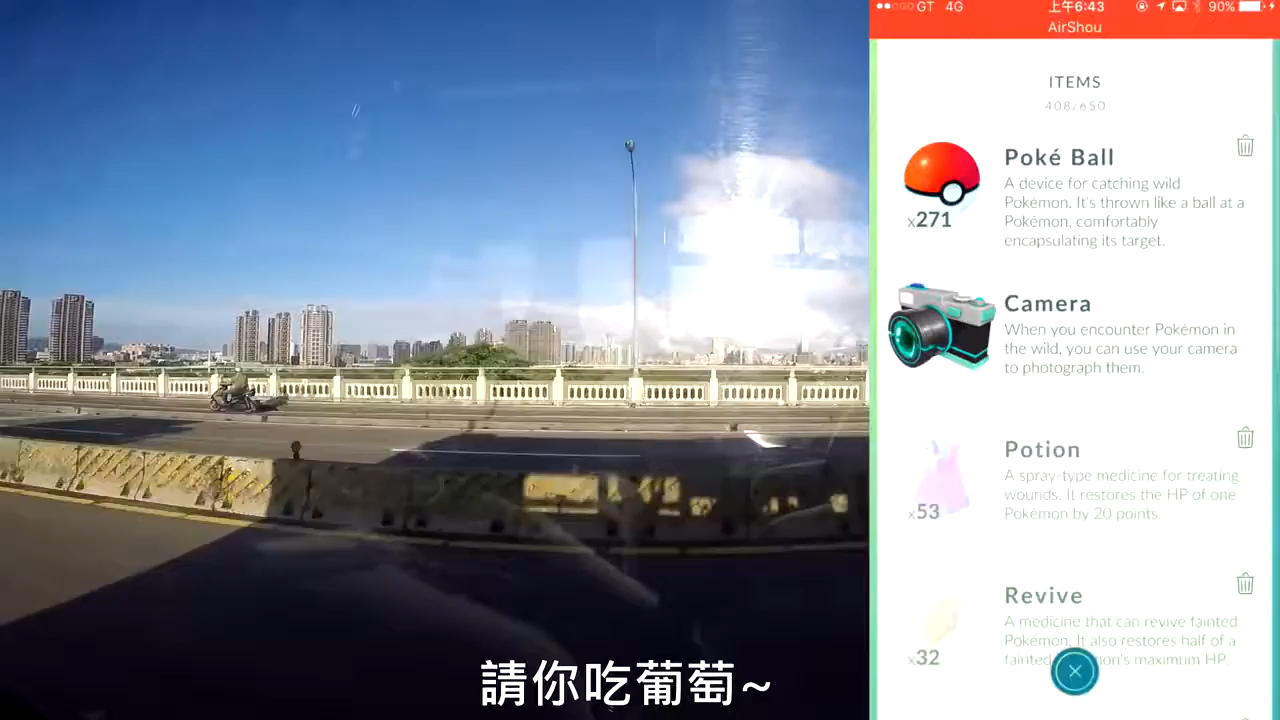 GT 4G 上午6:43 90%
AirShou
ITEMS
408/650
Poké Ball
A device for catching wild
Pokémon. It's thrown like a ball at a
Pokémon, comfortably
encapsulating its target.
x271
Camera
When you encounter Pokémon in
the wild, you can use your camera
to photograph them.
Potion
A spray-type medicine for treating
wounds. It restores the HP of one
Pokémon by 20 points.
x53
Revive
A medicine that can revive fainted
Pokémon. It also restores half of a
fainted maximum HP.
x32
請你吃葡萄~